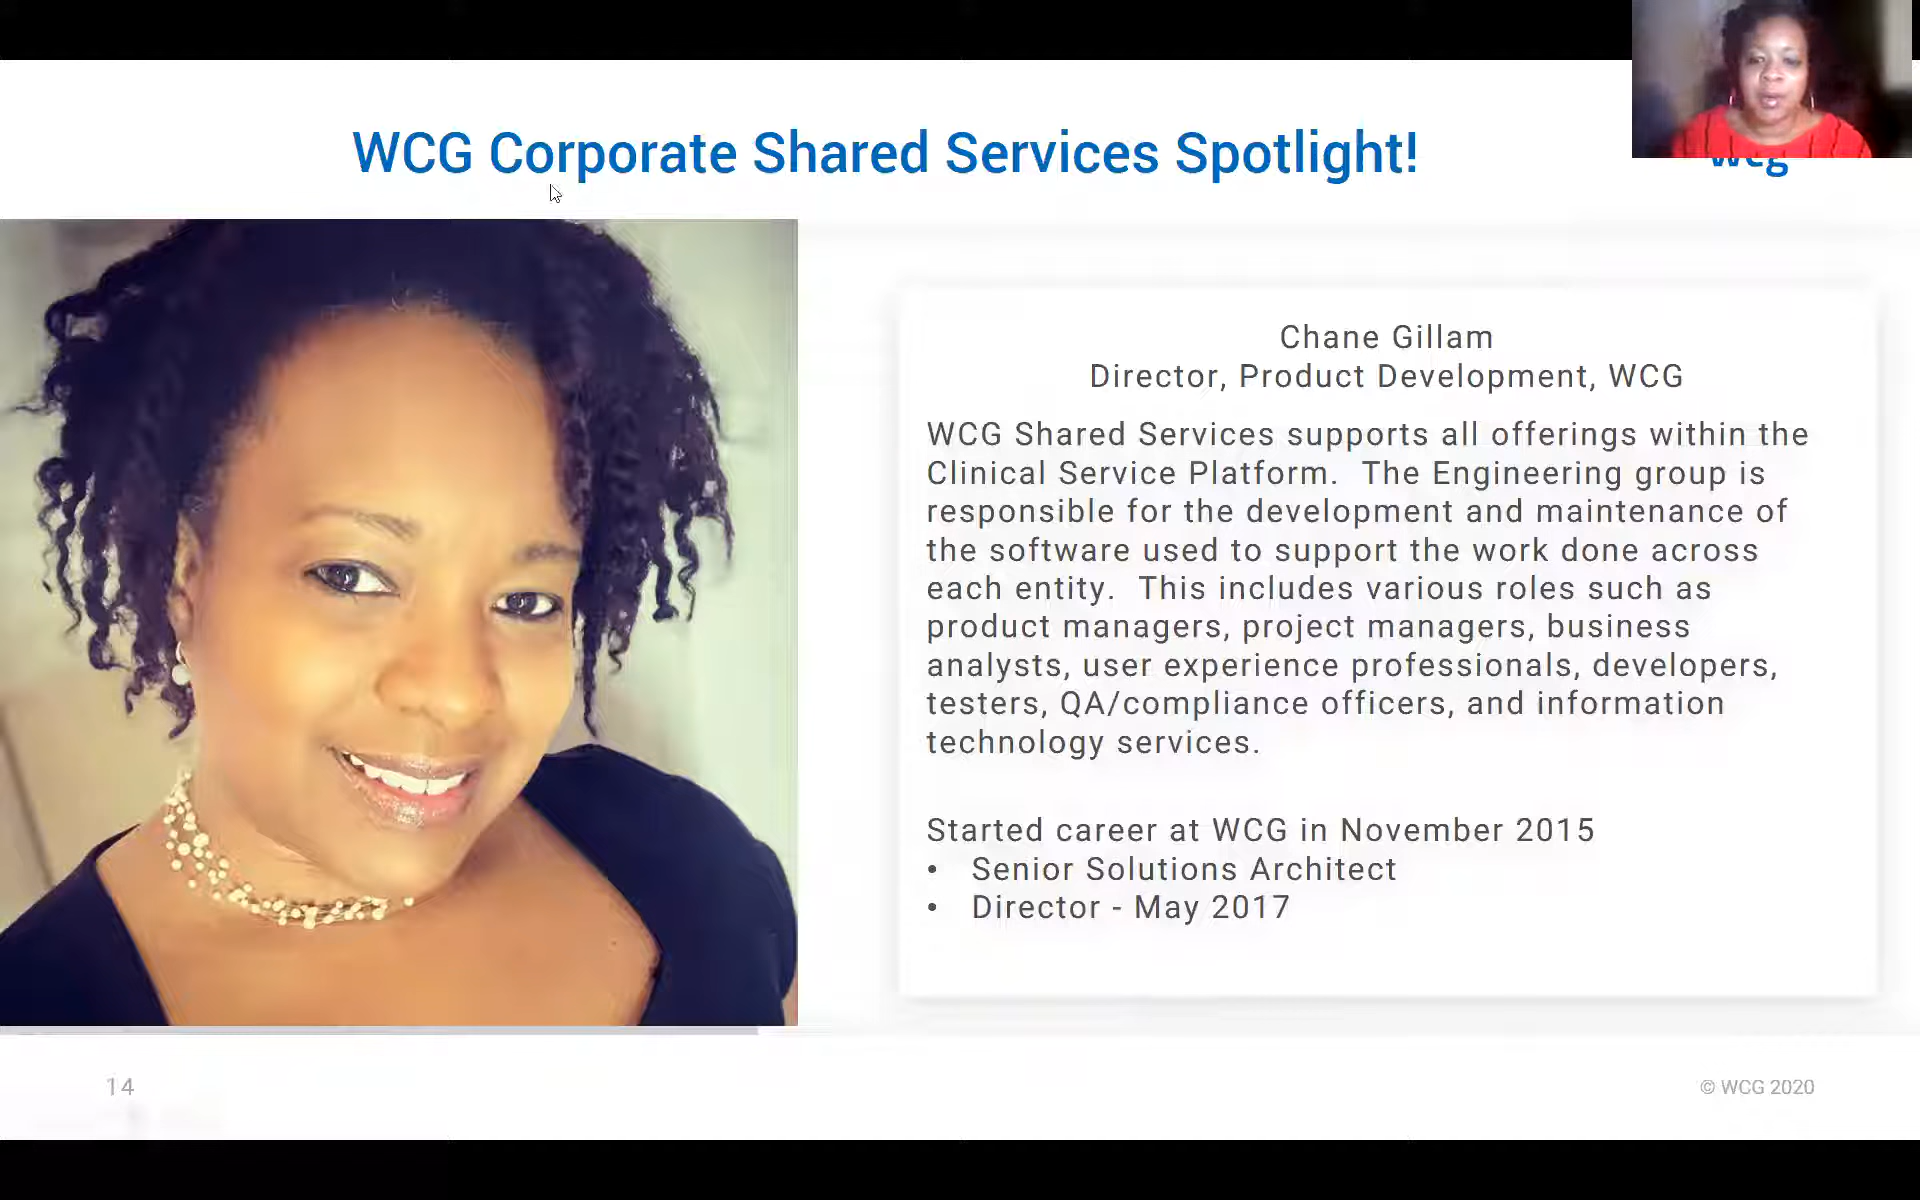 WCG Corporate Shared Services Spotlight!
wcg
Chane Gillam
Director, Product Development, WCG
WCG Shared Services supports all offerings within the
Clinical Service Platform.  The Engineering group is
responsible for the development and maintenance of
the software used to support the work done across
each entity.  This includes various roles such as
product managers, project managers, business
analysts, user experience professionals, developers,
testers, QA/compliance officers, and information
technology services.
Started career at WCG in November 2015
• Senior Solutions Architect
• Director - May 2017
14
© WCG 2020